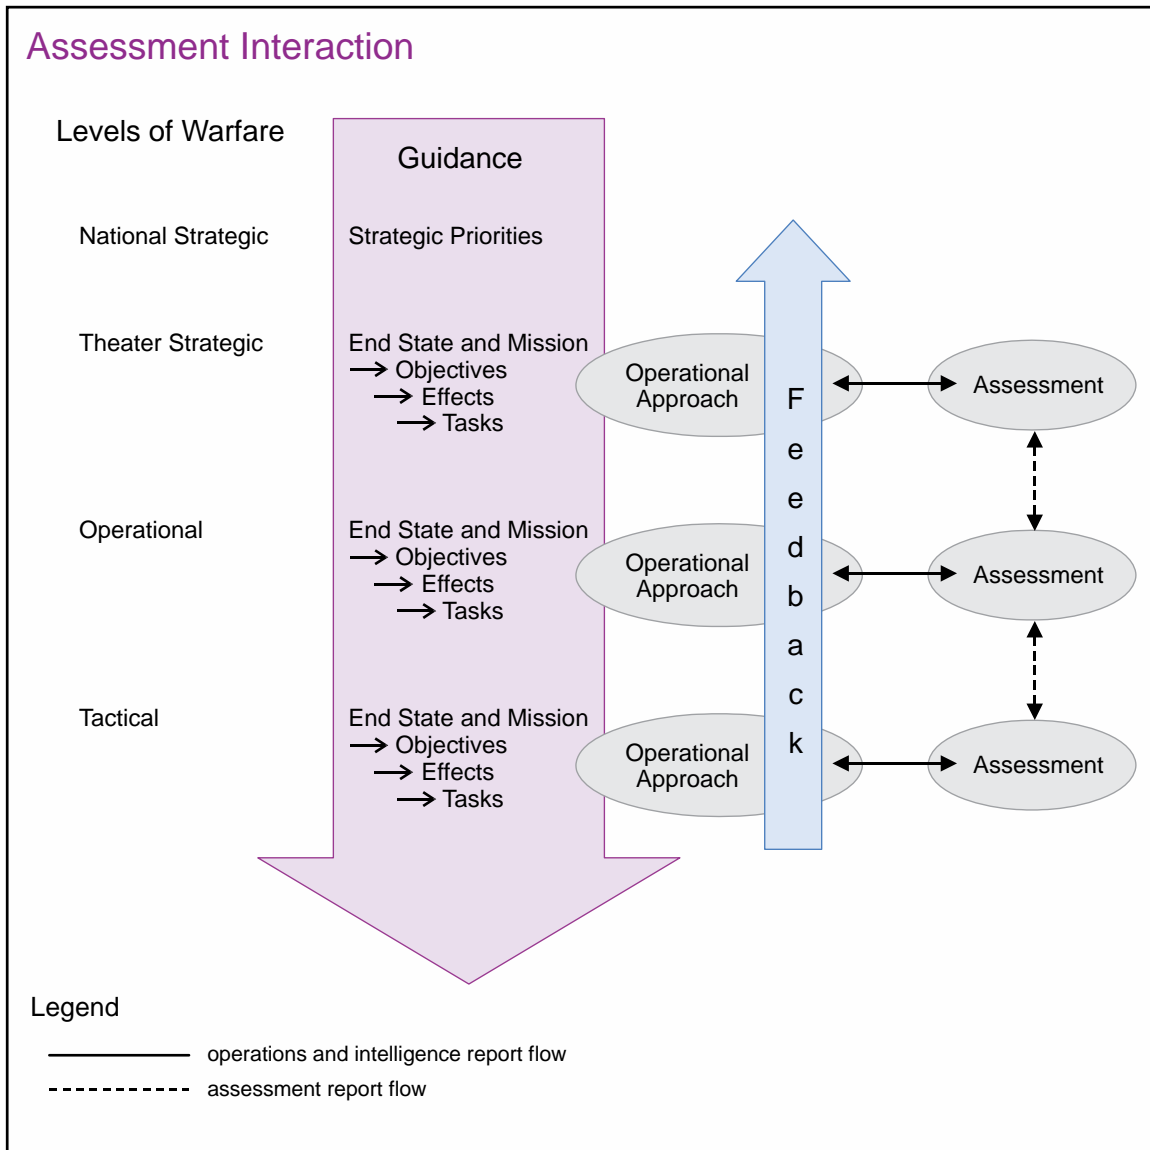 Assessment Interaction
Levels of Warfare
Guidance
National Strategic
Strategic Priorities
Theater Strategic
End State and Mission
Objectives
Effects
Tasks
Operational
Approach
Assessment
Operational
End State and Mission
Objectives
Effects
Tasks
Operational
Approach
Assessment
Tactical
End State and Mission
Objectives
Effects
Tasks
Operational
Approach
Assessment
F
e
e
d
b
a
c
k
Legend
operations and intelligence report flow
assessment report flow